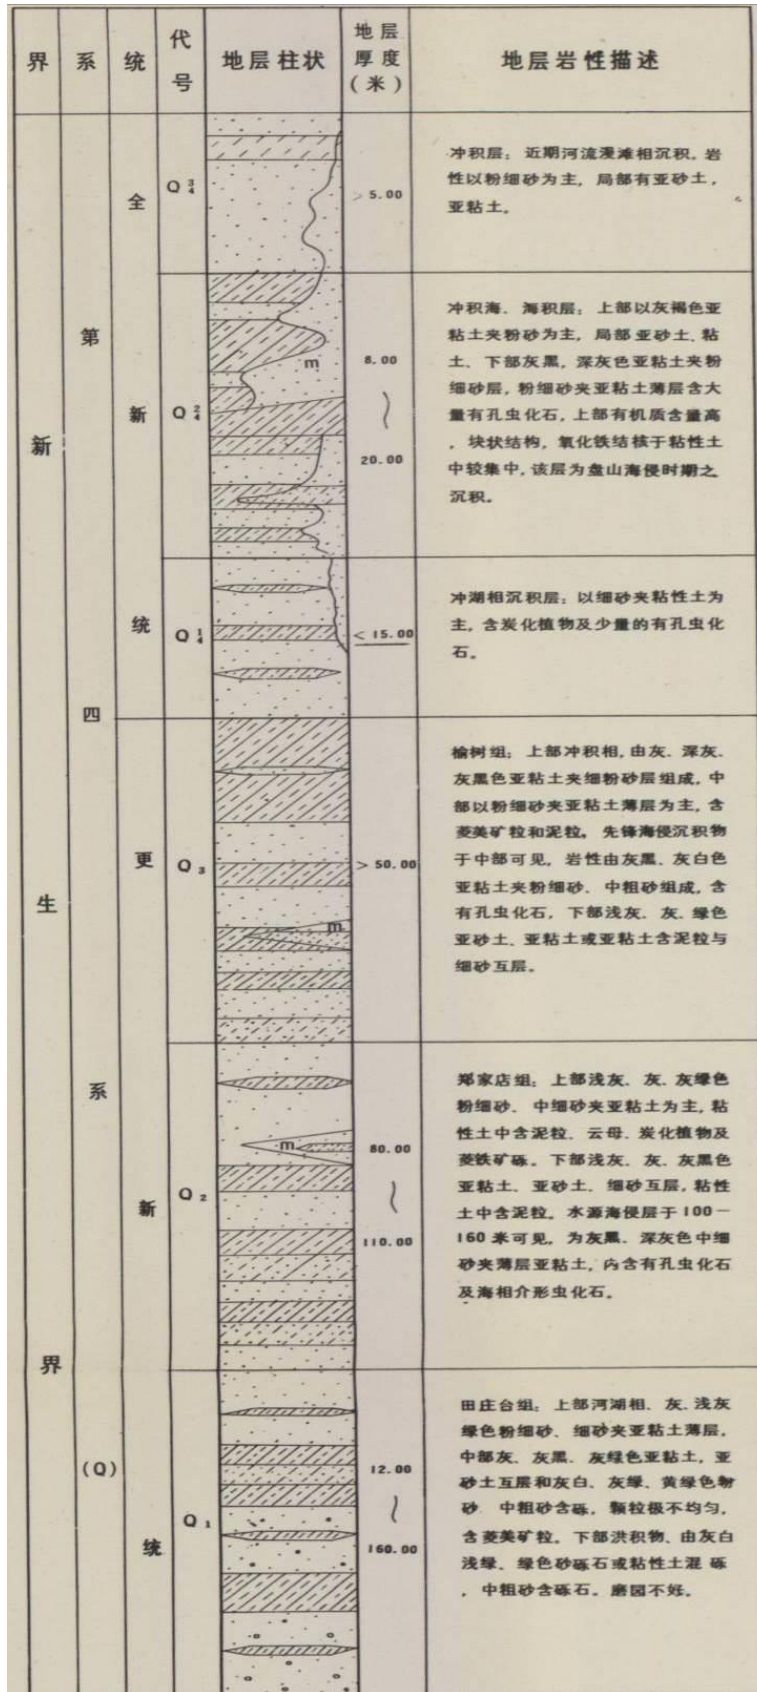 界 系 统 代号 地层柱状 地层厚度(米) 地层岩性描述
新生界
第四系(Q)
全新统
Q 3/4
> 5.00
冲积层: 近期河流漫滩相沉积。岩
性以粉细砂为主, 局部有亚砂土,
亚粘土。
Q 2/4
m
8.00
20.00
冲积海、海积层: 上部以灰褐色亚
粘土夹粉砂为主, 局部亚砂土、粘
土、下部灰黑, 深灰色亚粘土夹粉
细砂层, 粉细砂夹亚粘土薄层含大
量有孔虫化石, 上部有机质含量高
, 块状结构, 氧化铁结核于粘性土
中较集中, 该层为盘山海侵时期之
沉积。
Q 1/4
< 15.00
冲湖相沉积层: 以细砂夹粘性土为
主, 含炭化植物及少量的有孔虫化
石。
更新统
Q 3
m
> 50.00
榆树组: 上部冲积相, 由灰、深灰、
灰黑色亚粘土夹细粉砂层组成, 中
部以粉细砂夹亚粘土薄层为主, 含
菱美矿粒和泥粒。先锋海侵沉积物
于中部可见, 岩性由灰黑、灰白色
亚粘土夹粉细砂、中粗砂组成, 含
有孔虫化石, 下部浅灰、灰、绿色
亚砂土、亚粘土或亚粘土含泥粒与
细砂互层。
Q 2
m
80.00
110.00
郑家店组: 上部浅灰、灰、灰绿色
粉细砂、中细砂夹亚粘土为主, 粘
性土中含泥粒、云母、炭化植物及
菱铁矿砾。下部浅灰、灰、灰黑色
亚粘土、亚砂土、细砂互层, 粘性
土中含泥粒。水源海侵层于100—
160米可见, 为灰黑、深灰色中细
砂夹薄层亚粘土, 内含有孔虫化石
及海相介形虫化石。
Q 1
12.00
160.00
田庄台组: 上部河湖相、灰、浅灰
绿色粉细砂、细砂夹亚粘土薄层,
中部灰、灰黑、灰绿色亚粘土, 亚
砂土互层和灰白、灰绿、黄绿色粉
砂、中粗砂含砾, 颗粒极不均匀,
含菱美矿粒。下部洪积物、由灰白
浅绿、绿色砂砾石或粘性土混砾
, 中粗砂含砾石。磨园不好。